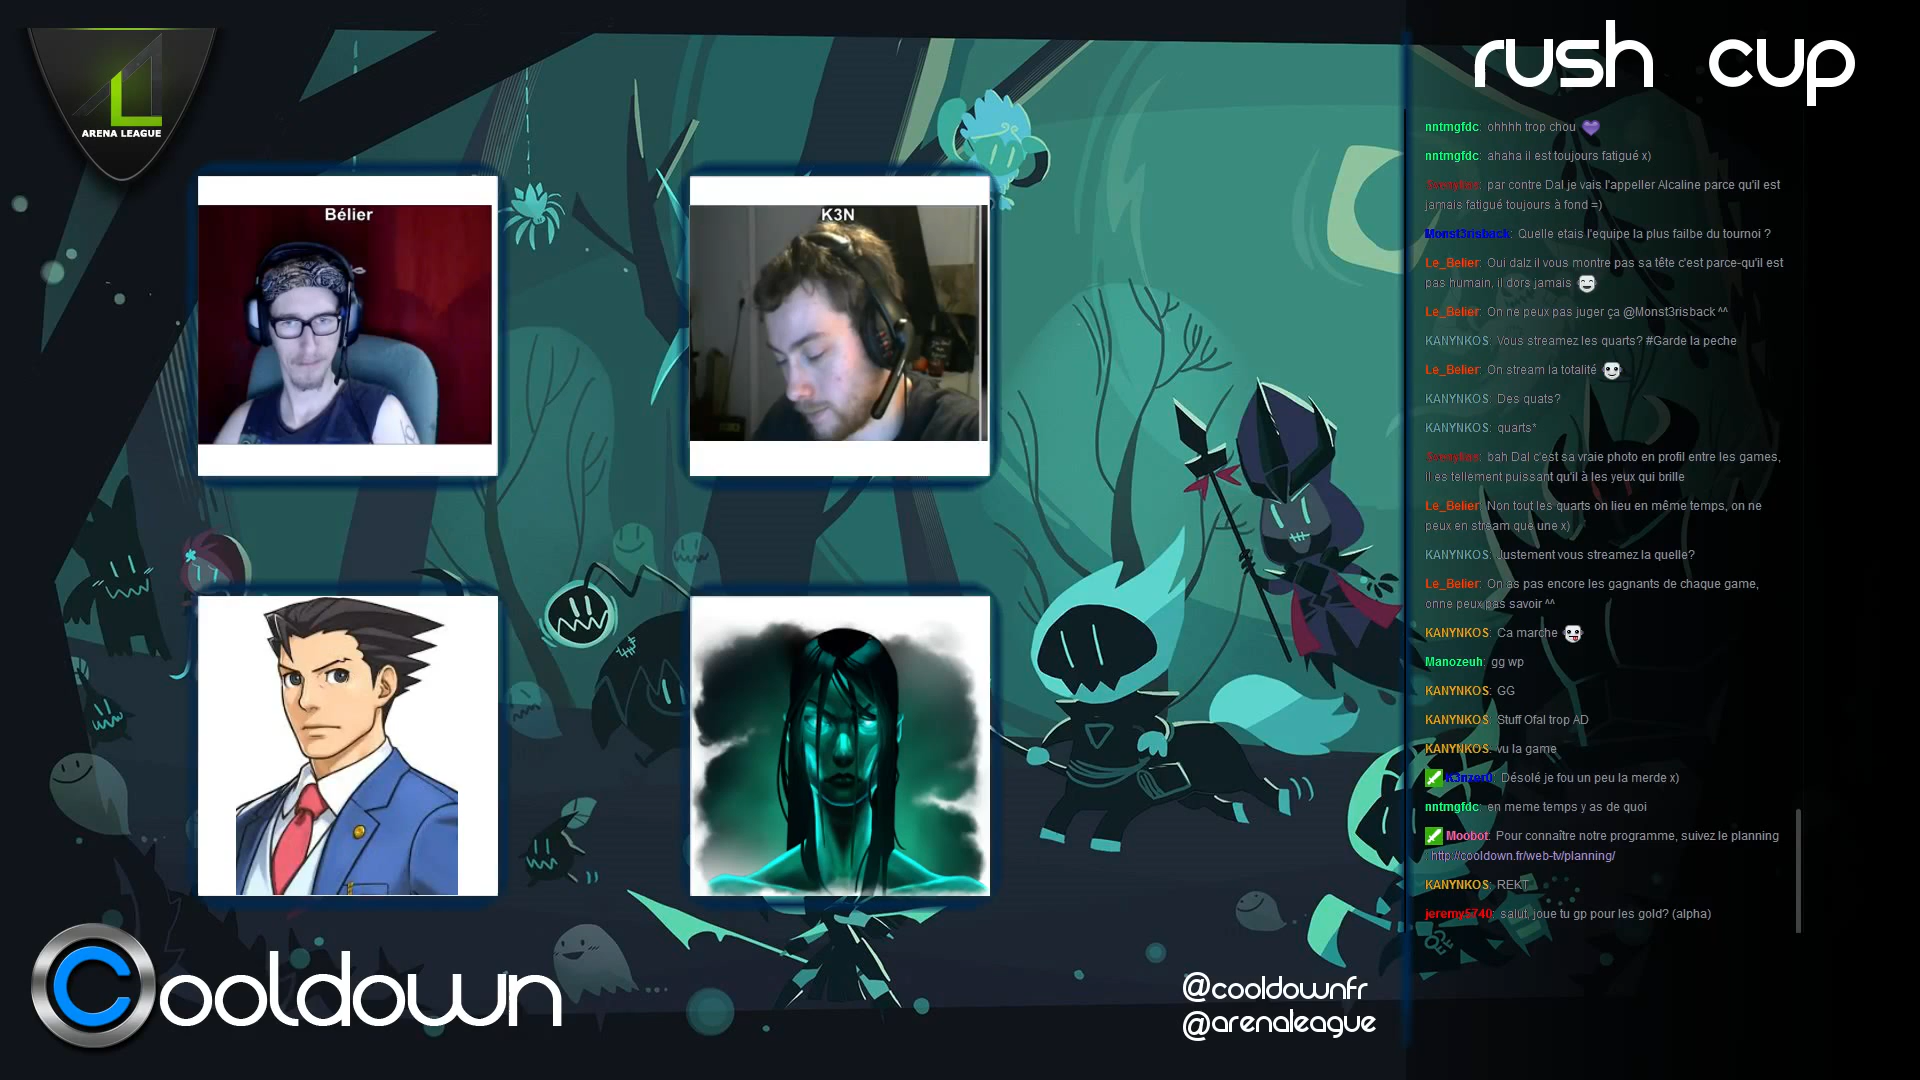 ARENA LEAGUE
rush cup
Bélier
K3N
nntmgfdc: ohhhh trop chou
nntmgfdc: ahaha il est toujours fatigué x)
par contre Dal je vais l'appeller Alcaline parce qu'il est
jamais fatigué toujours à fond =)
Monst3risback: Quelle etais l'equipe la plus failbe du tournoi ?
Le_Belier: Oui dalz il vous montre pas sa tête c'est parce-qu'il est
pas humain, il dors jamais
Le_Belier: On ne peux pas juger ça @Monst3risback ^^
KANYNKOS: Vous streamez les quarts? #Garde la peche
Le_Belier: On stream la totalité
KANYNKOS: Des quats?
KANYNKOS: quarts*
bah Dal c'est sa vraie photo en profil entre les games,
il es tellement puissant qu'il à les yeux qui brille
Le_Belier: Non tout les quarts on lieu en même temps, on ne
peux en stream que une x)
KANYNKOS: Justement vous streamez la quelle?
Le_Belier: On as pas encore les gagnants de chaque game,
onne peux pas savoir ^^
KANYNKOS: Ca marche
Manozeuh: gg wp
KANYNKOS: GG
KANYNKOS: Stuff Ofal trop AD
KANYNKOS: vu la game
K3nzer0: Désolé je fou un peu la merde x)
nntmgfdc: en meme temps y as de quoi
Moobot: Pour connaître notre programme, suivez le planning
: http://cooldown.fr/web-tv/planning/
KANYNKOS: REKT
jeremy5740: salut, joue tu gp pour les gold? (alpha)
Cooldown
@cooldownfr
@arenaleague